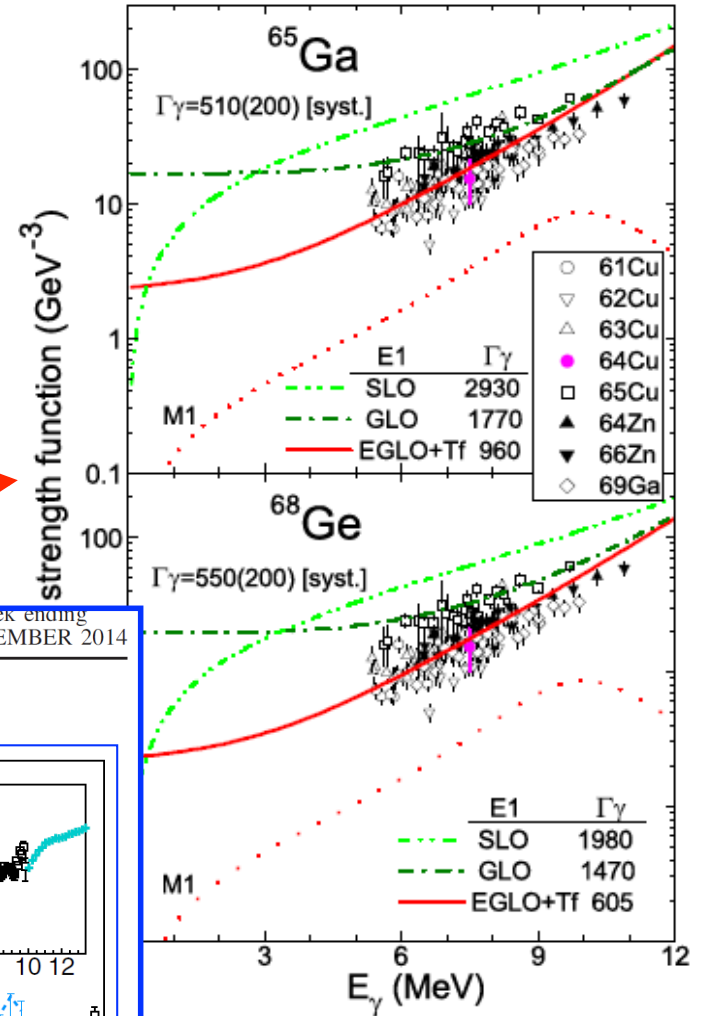 65Ga
Γγ=510(200) [syst.]
100
10
1
0.1
strength function (GeV-3)
61Cu
62Cu
63Cu
64Cu
65Cu
64Zn
66Zn
69Ga
E1 Γγ
SLO 2930
GLO 1770
EGLO+Tf 960
M1
68Ge
Γγ=550(200) [syst.]
100
ek ending
EMBER 2014
10 12
E1 Γγ
SLO 1980
GLO 1470
EGLO+Tf 605
M1
3 6 9 12
Eγ (MeV)